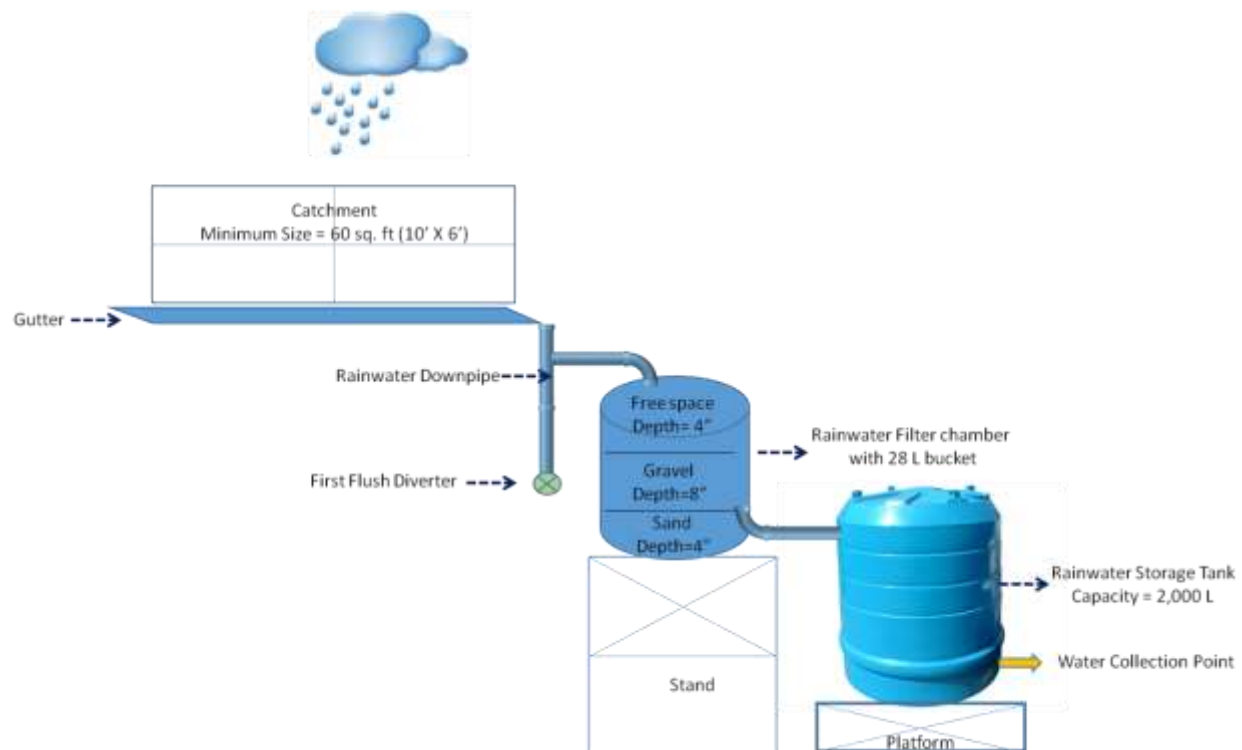 Catchment
Minimum Size = 60 sq. ft (10' X 6')
Gutter
Rainwater Downpipe
First Flush Diverter
Free space
Depth= 4"
Gravel
Depth=8"
Sand
Depth=4"
Rainwater Filter chamber
with 28 L bucket
Rainwater Storage Tank
Capacity = 2,000 L
Water Collection Point
Stand
Platform